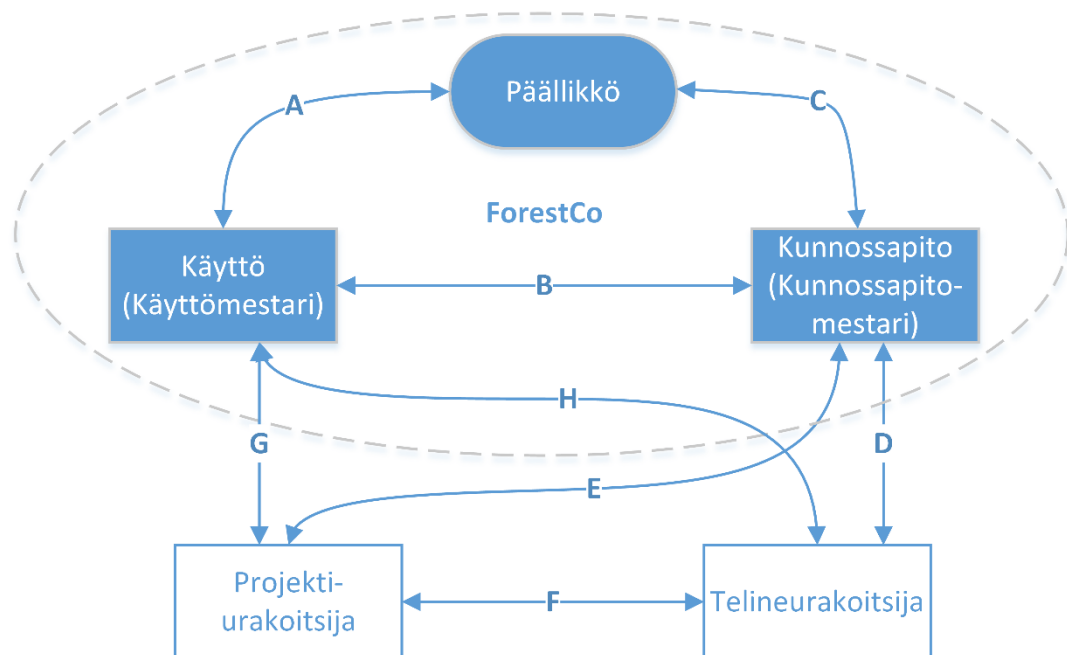 Päällikkö
A
C
ForestCo
Käyttö
(Käyttömestari)
B
Kunnossapito
(Kunnossapito-
mestari)
H
G
D
E
Projekti-
urakoitsija
F
Telineurakoitsija